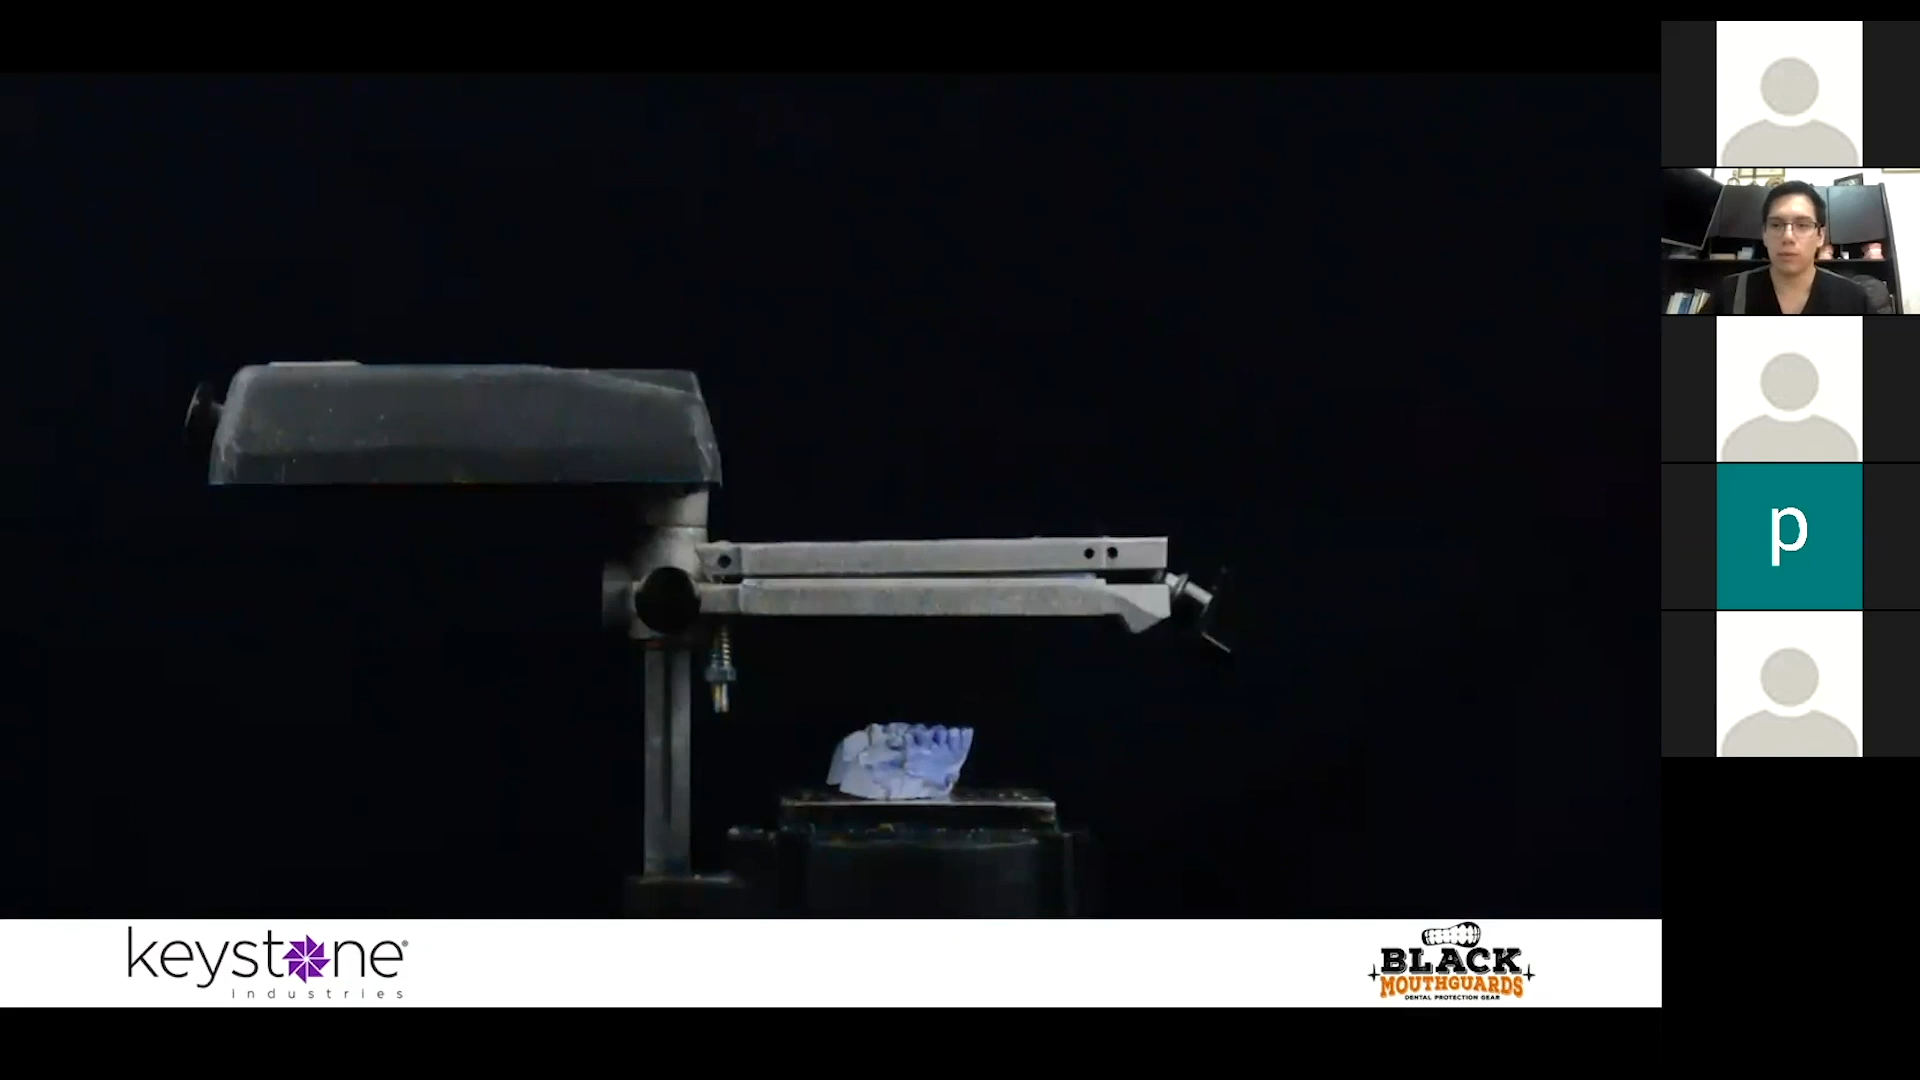 p
keystone®
industries
BLACK
MOUTHGUARDS
DENTAL PROTECTION GEAR